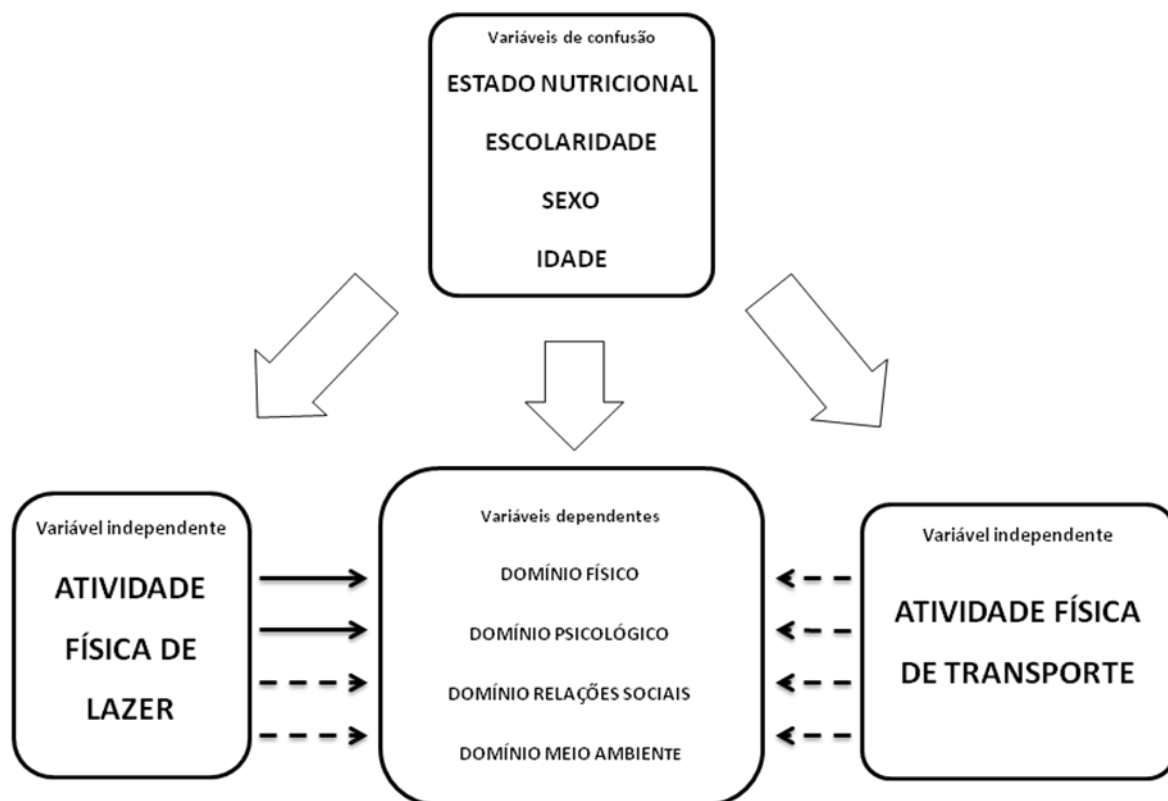 Variáveis de confusão
ESTADO NUTRICIONAL
ESCOLARIDADE
SEXO
IDADE
Variável independente
ATIVIDADE
FÍSICA DE
LAZER
Variáveis dependentes
DOMÍNIO FÍSICO
DOMÍNIO PSICOLÓGICO
DOMÍNIO RELAÇÕES SOCIAIS
DOMÍNIO MEIO AMBIENTE
Variável independente
ATIVIDADE FÍSICA
DE TRANSPORTE